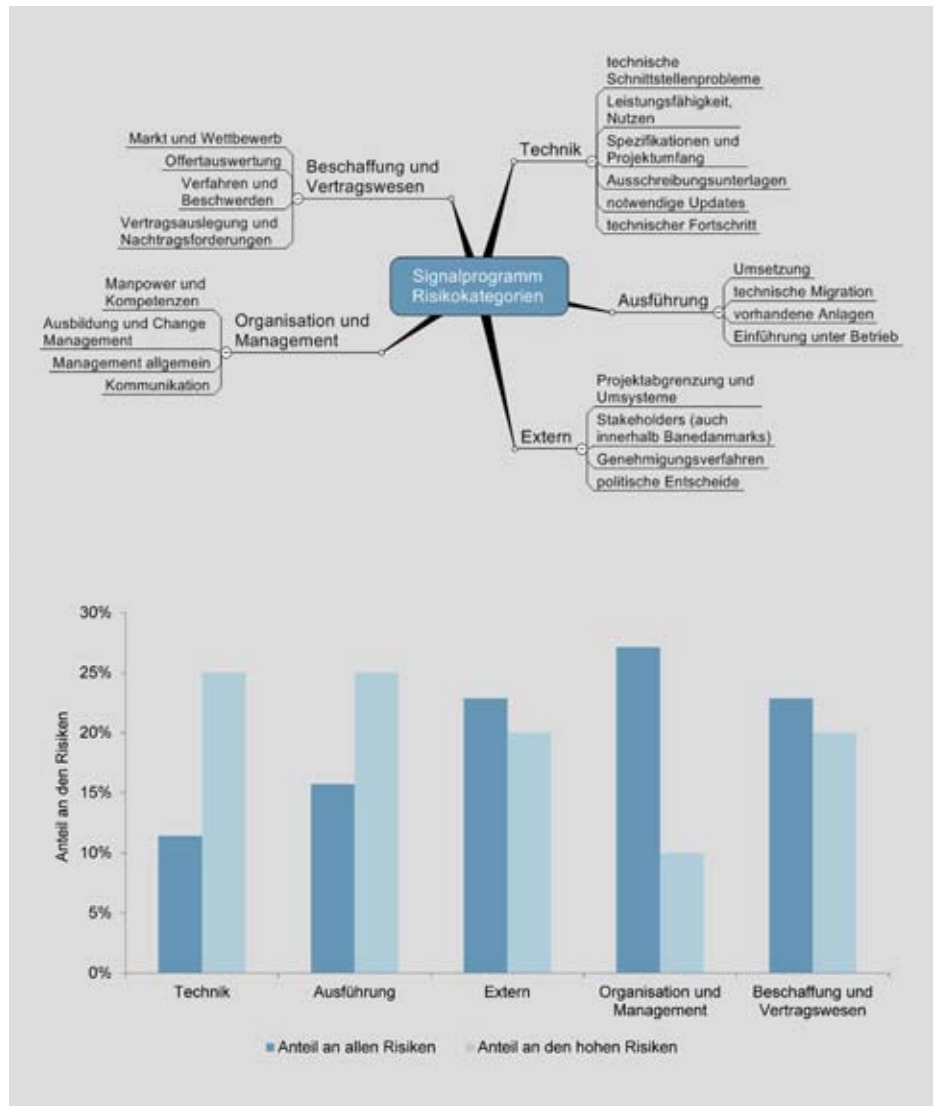 Signalprogramm
Risikokategorien
Technik
technische
Schnittstellenprobleme
Leistungsfähigkeit,
Nutzen
Spezifikationen und
Projektumfang
Ausschreibungsunterlagen
notwendige Updates
technischer Fortschritt
Ausführung
Umsetzung
technische Migration
vorhandene Anlagen
Einführung unter Betrieb
Extern
Projektabgrenzung und
Umsysteme
Stakeholders (auch
innerhalb Banedanmarks)
Genehmigungsverfahren
politische Entscheide
Beschaffung und
Vertragswesen
Markt und Wettbewerb
Offertauswertung
Verfahren und
Beschwerden
Vertragsauslegung und
Nachtragsforderungen
Organisation und
Management
Manpower und
Kompetenzen
Ausbildung und Change
Management
Management allgemein
Kommunikation
Anteil an den Risiken
30%
25%
20%
15%
10%
5%
0%
Technik
Ausführung
Extern
Organisation und
Management
Beschaffung und
Vertragswesen
Anteil an allen Risiken
Anteil an den hohen Risiken